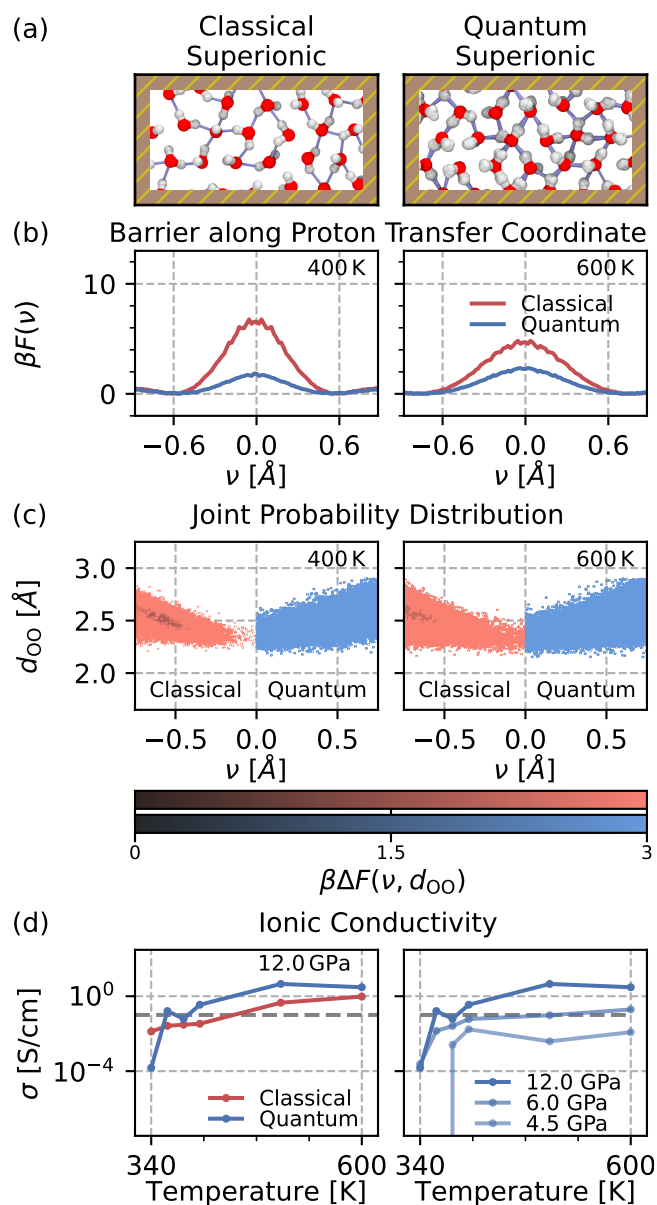 (a)
Classical
Superionic
Quantum
Superionic
(b)
Barrier along Proton Transfer Coordinate
400 K
600 K
10
0
βF(ν)
Classical
Quantum
−0.6
0.0
0.6
−0.6
0.0
0.6
ν [Å]
ν [Å]
(c)
Joint Probability Distribution
400 K
600 K
3.0
2.5
2.0
d_OO [Å]
Classical
Quantum
Classical
Quantum
−0.5
0.0
0.5
−0.5
0.0
0.5
ν [Å]
ν [Å]
0
1.5
3
βΔF(ν, d_OO)
(d)
Ionic Conductivity
12.0 GPa
10⁰
10⁻⁴
σ [S/cm]
Classical
Quantum
12.0 GPa
6.0 GPa
4.5 GPa
340
600
340
600
Temperature [K]
Temperature [K]